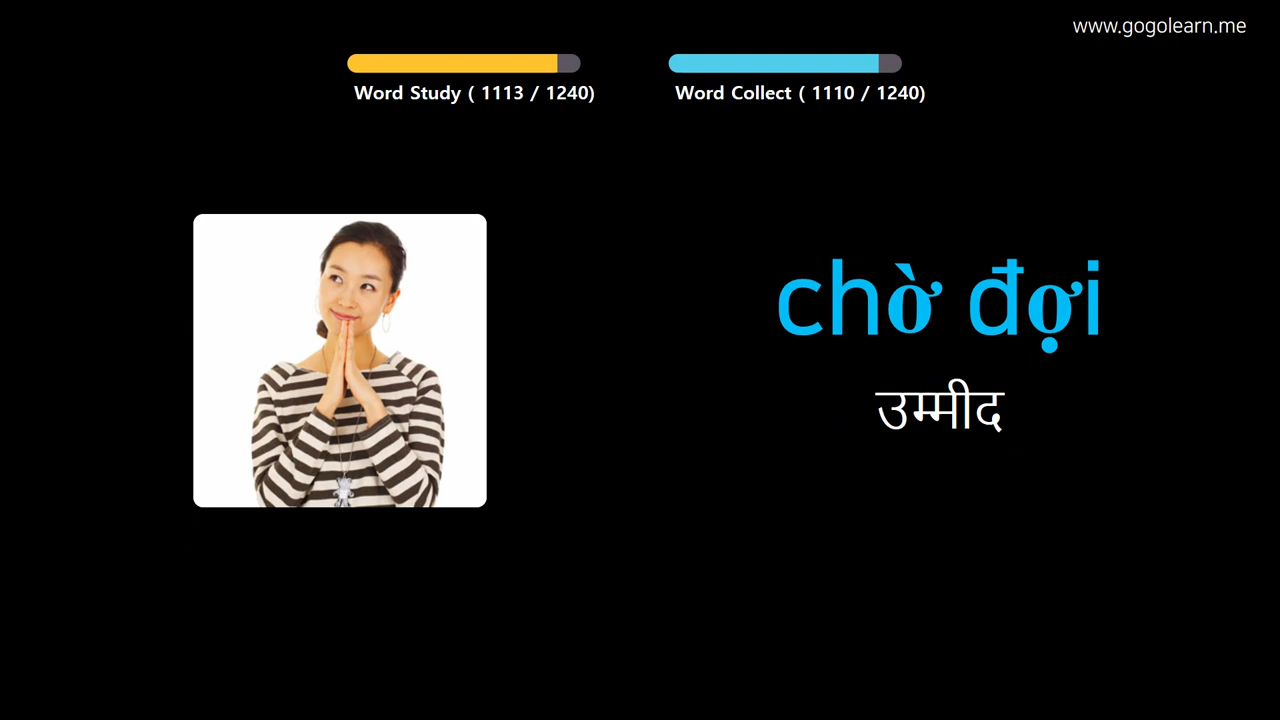 www.gogolearn.me
Word Study ( 1113 / 1240)
Word Collect ( 1110 / 1240)
chờ đợi
उम्मीद